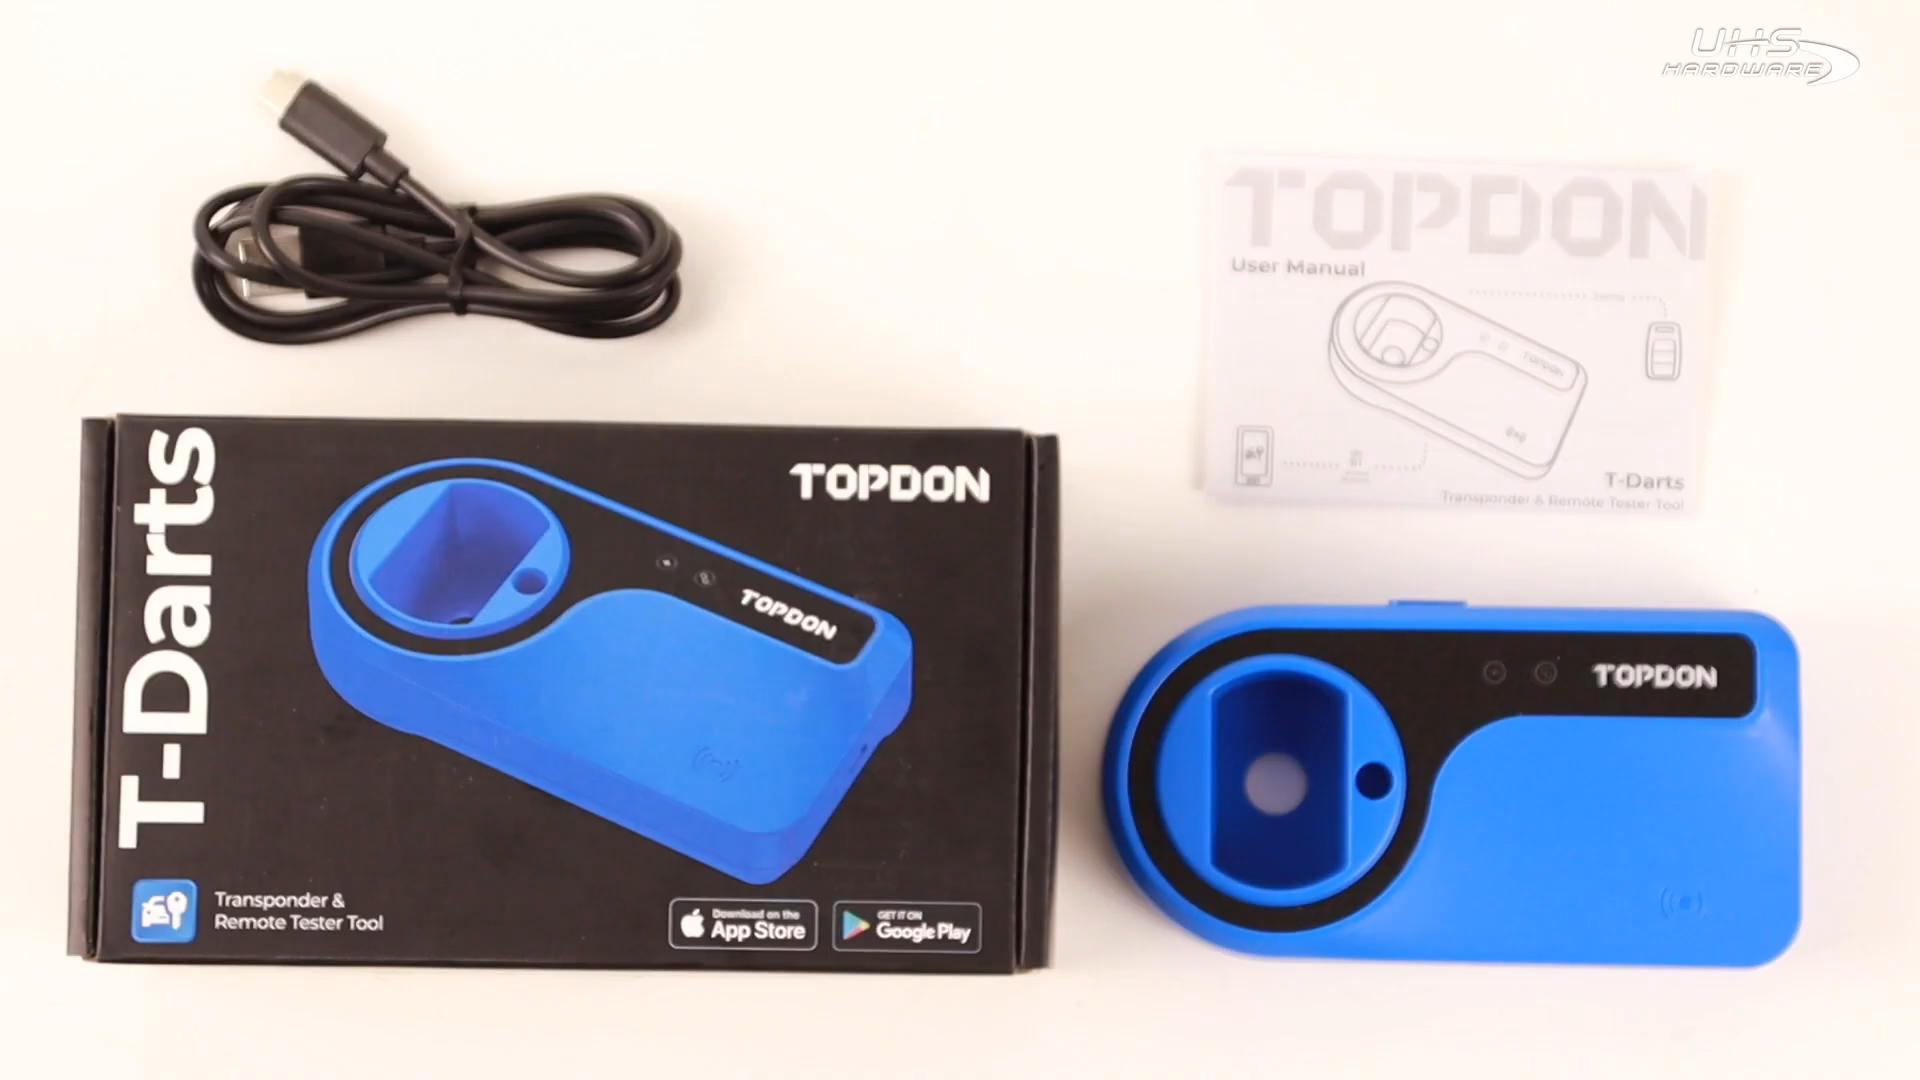 UHS
HARDWARE
TOPDON
User Manual
TOPDON
T-Darts
Transponder & Remote Tester Tool
T-Darts
TOPDON
TOPDON
Transponder &
Remote Tester Tool
Download on the
App Store
GET IT ON
Google Play
TOPDON